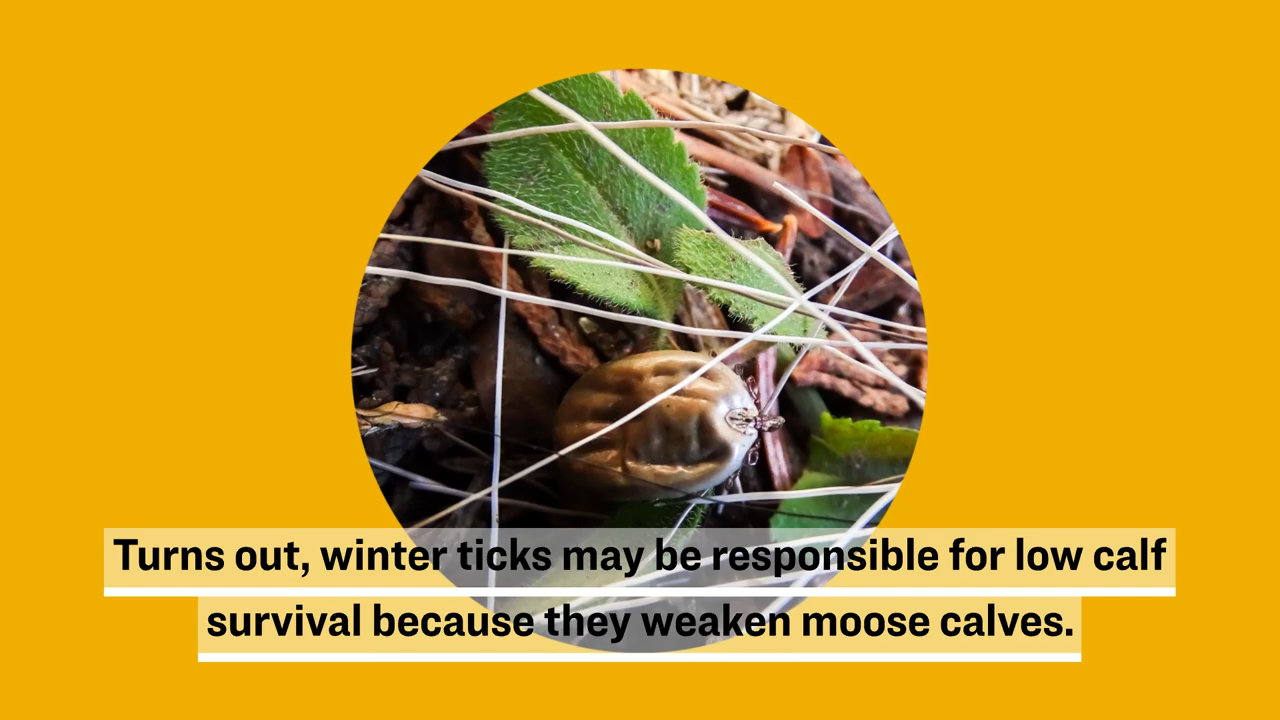 Turns out, winter ticks may be responsible for low calf
survival because they weaken moose calves.